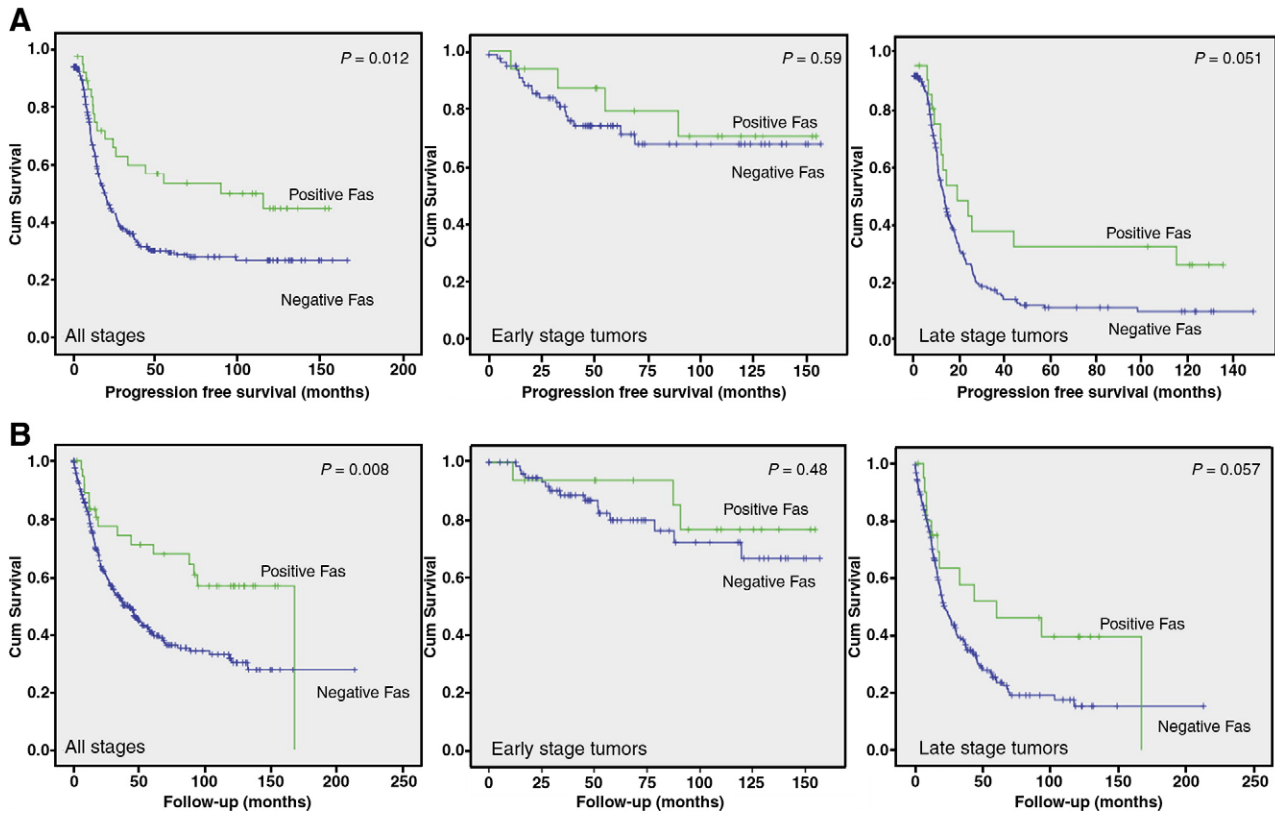 A
P = 0.012
Positive Fas
Negative Fas
All stages
Cum Survival
1.0
0.8
0.6
0.4
0.2
0.0
0 50 100 150 200
Progression free survival (months)
P = 0.59
Positive Fas
Negative Fas
Early stage tumors
Cum Survival
1.0
0.8
0.6
0.4
0.2
0.0
0 25 50 75 100 125 150
Progression free survival (months)
P = 0.051
Positive Fas
Negative Fas
Late stage tumors
Cum Survival
1.0
0.8
0.6
0.4
0.2
0.0
0 20 40 60 80 100 120 140
Progression free survival (months)
B
P = 0.008
Positive Fas
Negative Fas
All stages
Cum Survival
1.0
0.8
0.6
0.4
0.2
0.0
0 50 100 150 200 250
Follow-up (months)
P = 0.48
Positive Fas
Negative Fas
Early stage tumors
Cum Survival
1.0
0.8
0.6
0.4
0.2
0.0
0 25 50 75 100 125 150
Follow-up (months)
P = 0.057
Positive Fas
Negative Fas
Late stage tumors
Cum Survival
1.0
0.8
0.6
0.4
0.2
0.0
0 50 100 150 200 250
Follow-up (months)